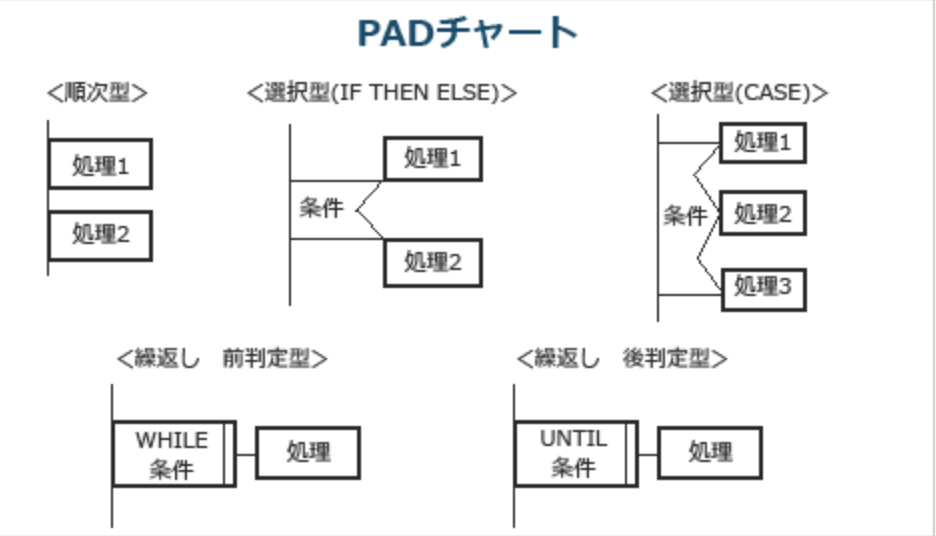 PADチャート
＜順次型＞
処理1
処理2
＜選択型(IF THEN ELSE)＞
処理1
条件
処理2
＜選択型(CASE)＞
処理1
条件
処理2
処理3
＜繰返し　前判定型＞
WHILE
条件
処理
＜繰返し　後判定型＞
UNTIL
条件
処理